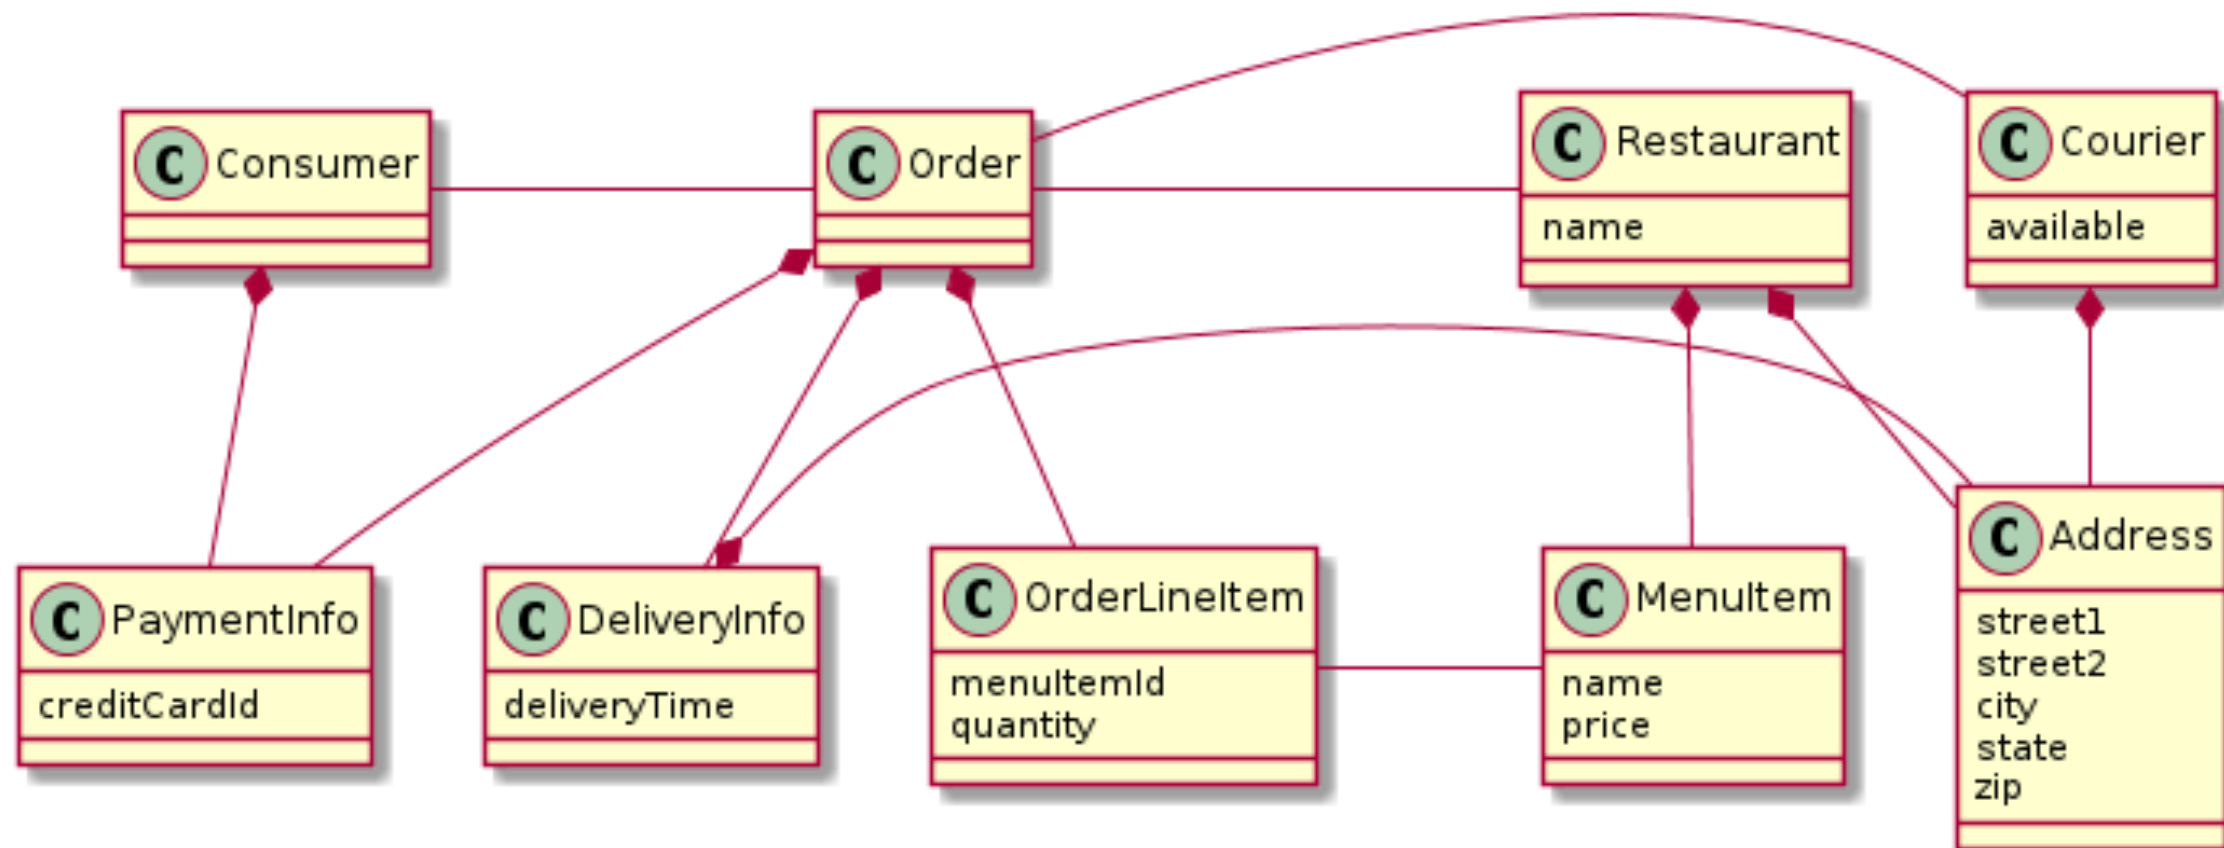 C Consumer
C Order
C Restaurant
name
C Courier
available
C PaymentInfo
creditCardId
C DeliveryInfo
deliveryTime
C OrderLineItem
menuItemId
quantity
C MenuItem
name
price
C Address
street1
street2
city
state
zip